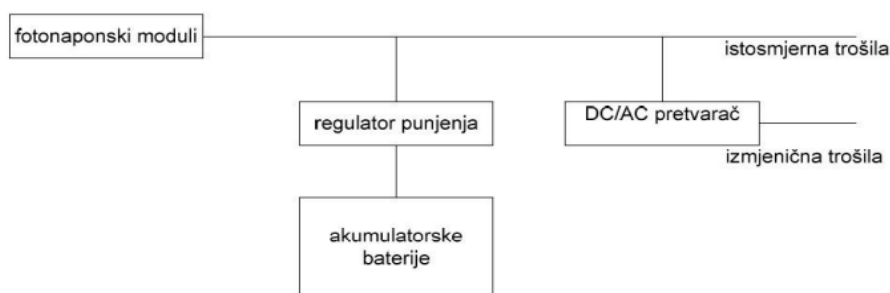 fotonaponski moduli
istosmjerna trošila
regulator punjenja
DC/AC pretvarač
izmjenična trošila
akumulatorske
baterije